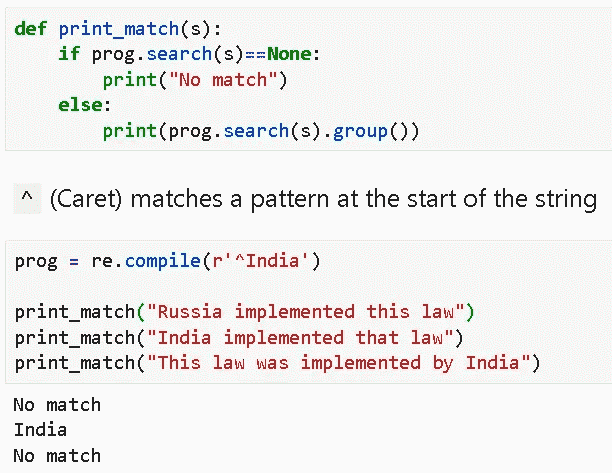 def print_match(s):
    if prog.search(s)==None:
        print("No match")
    else:
        print(prog.search(s).group())
^ (Caret) matches a pattern at the start of the string
prog = re.compile(r'^India')
print_match("Russia implemented this law")
print_match("India implemented that law")
print_match("This law was implemented by India")
No match
India
No match